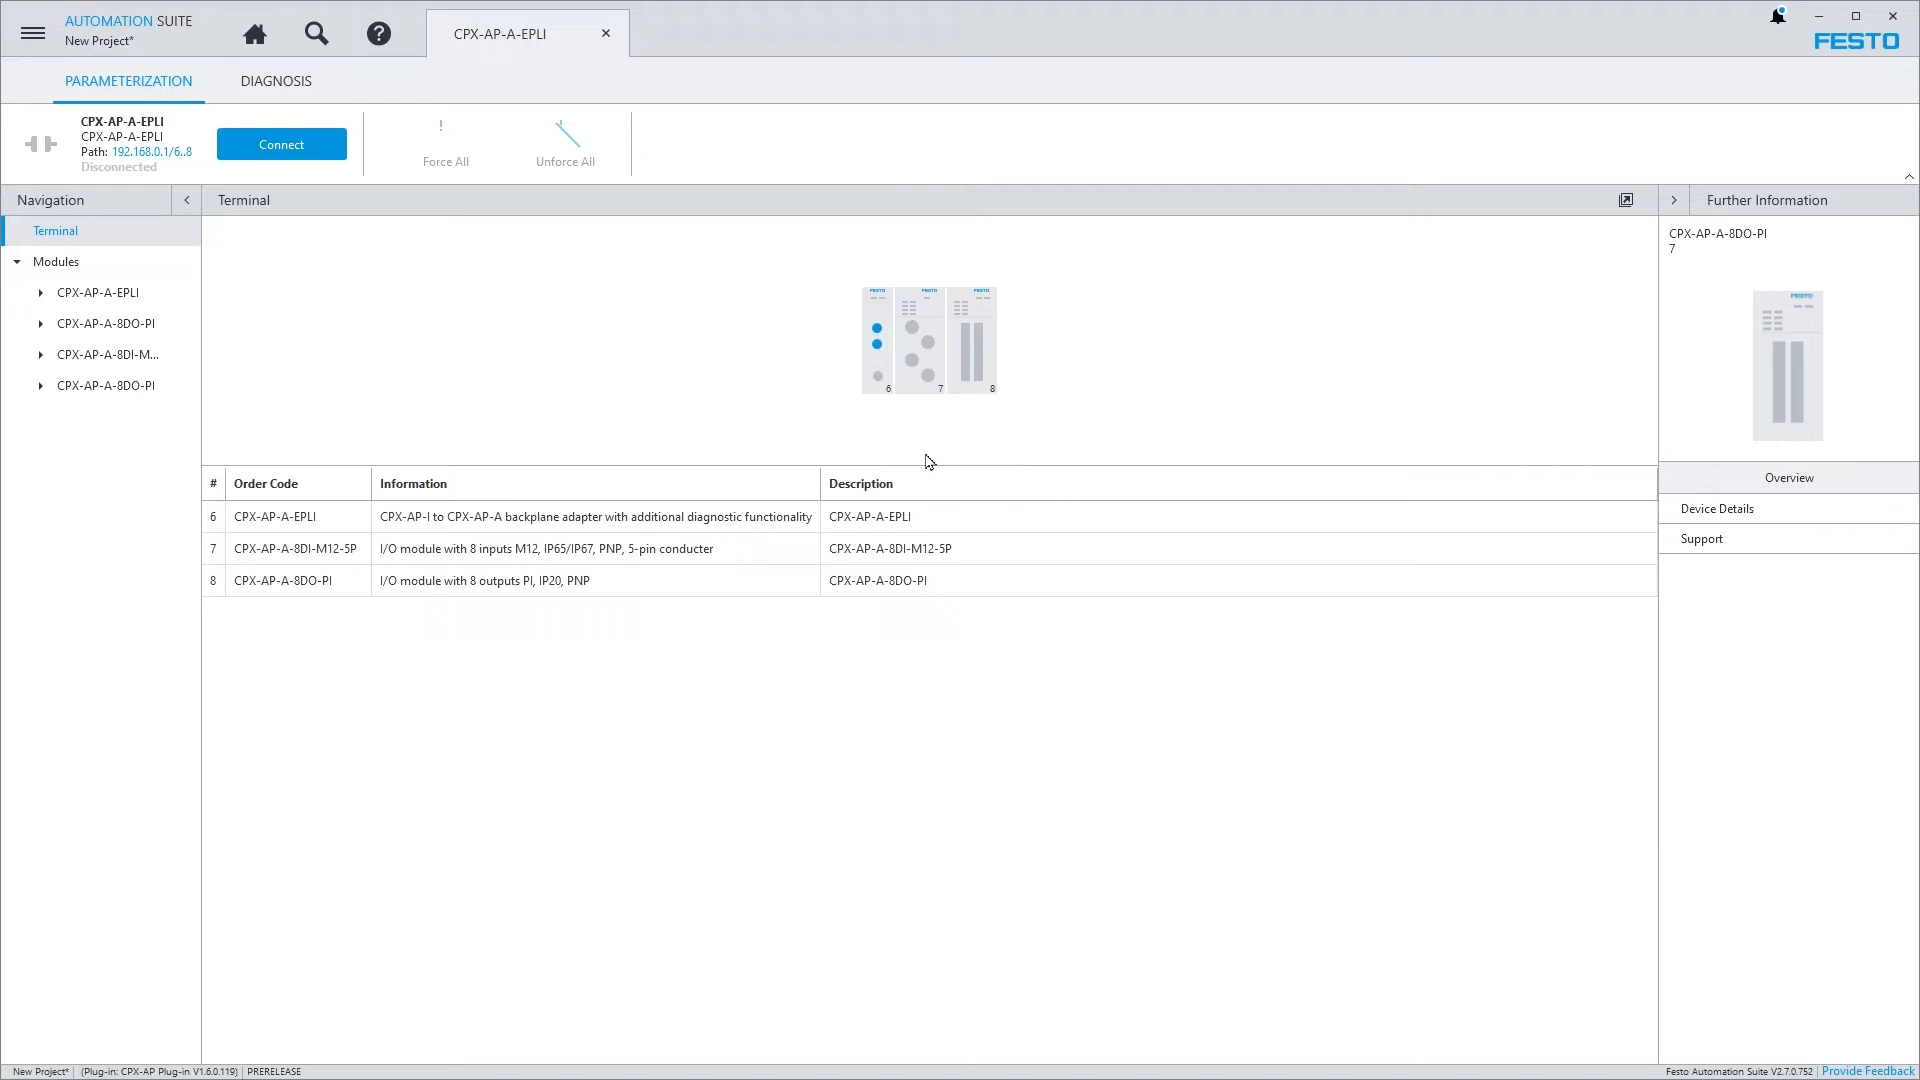 AUTOMATION SUITE
New Project*
CPX-AP-A-EPLI
FESTO
PARAMETERIZATION
DIAGNOSIS
CPX-AP-A-EPLI
CPX-AP-A-EPLI
Path: 192.168.0.1/6..8
Disconnected
Connect
Force All
Unforce All
Navigation
Terminal
Further Information
Terminal
Modules
CPX-AP-A-EPLI
CPX-AP-A-8DO-PI
CPX-AP-A-8DI-M...
CPX-AP-A-8DO-PI
FESTO
FESTO
FESTO
6
7
8
CPX-AP-A-8DO-PI
7
FESTO
# Order Code Information Description
6 CPX-AP-A-EPLI CPX-AP-I to CPX-AP-A backplane adapter with additional diagnostic functionality CPX-AP-A-EPLI
7 CPX-AP-A-8DI-M12-5P I/O module with 8 inputs M12, IP65/IP67, PNP, 5-pin conducter CPX-AP-A-8DI-M12-5P
8 CPX-AP-A-8DO-PI I/O module with 8 outputs PI, IP20, PNP CPX-AP-A-8DO-PI
Overview
Device Details
Support
New Project* | (Plug-in: CPX-AP Plug-in V1.6.0.119) | PRERELEASE
Festo Automation Suite V2.7.0.752 | Provide Feedback